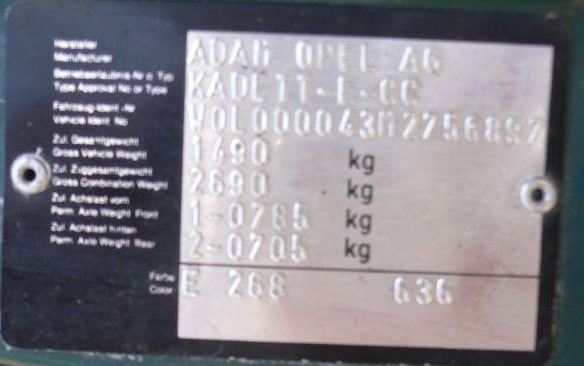 Hersteller
Manufacturer
ADAM OPEL AG
Betriebserlaubnis-Nr o Typ
Type Approval No or Type
KADETT-E-CC
Fahrzeug-Ident.-Nr
Vehicle Ident No
W0L000043M2756892
Zul. Gesamtgewicht
Gross Vehicle Weight
1490 kg
Zul. Zuggesamtgewicht
Gross Combination Weight
2690 kg
Zul. Achslast vorn
Perm. Axle Weight Front
1-0785 kg
Zul. Achslast hinten
Perm. Axle Weight Rear
2-0705 kg
Farbe
Color
E 268 636